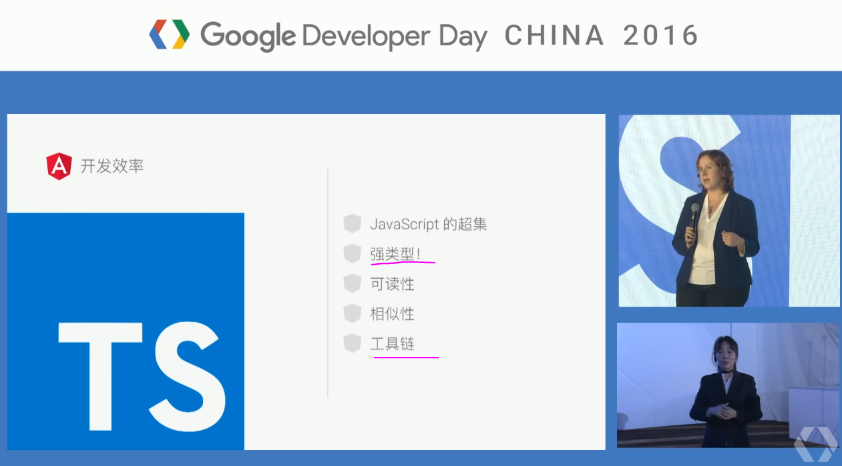 Google Developer Day CHINA 2016
开发效率
TS
JavaScript 的超集
强类型!
可读性
相似性
工具链
S